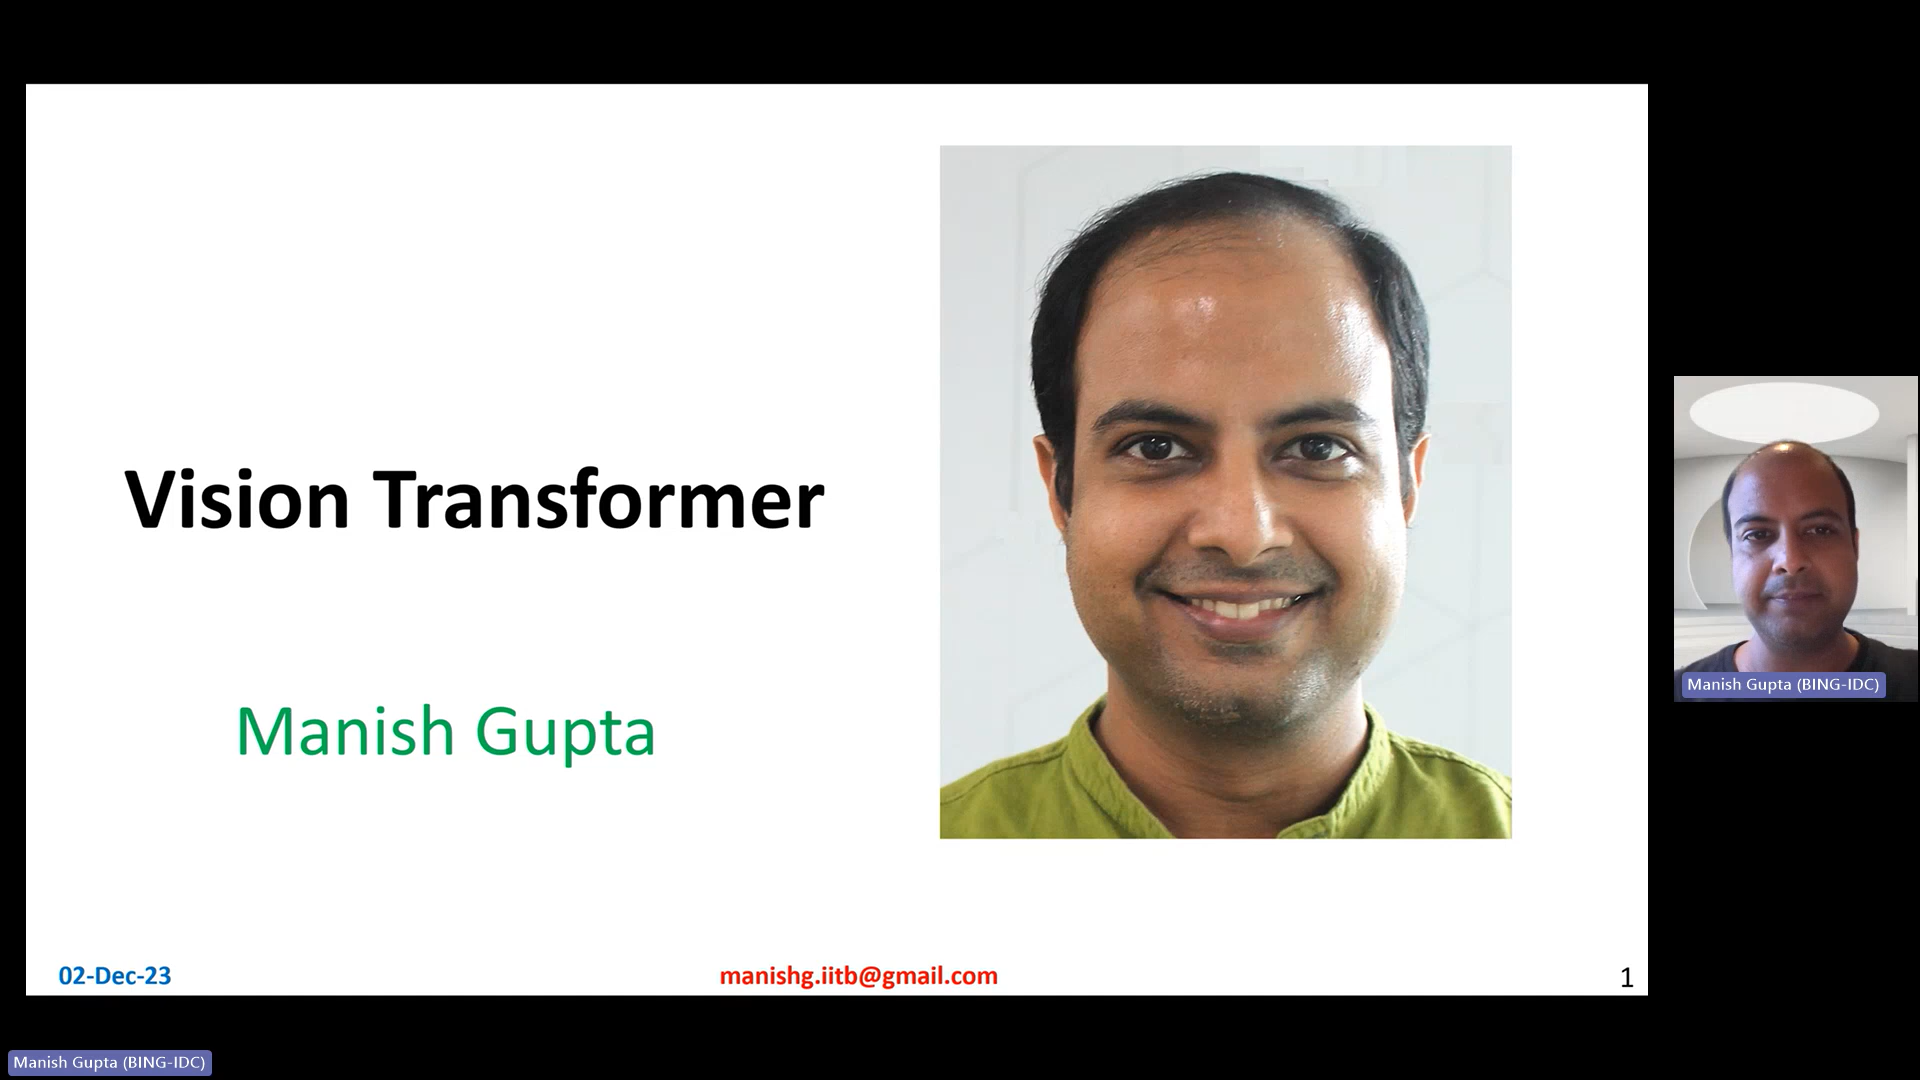 Vision Transformer
Manish Gupta
02-Dec-23
manishg.iitb@gmail.com
1
Manish Gupta (BING-IDC)
Manish Gupta (BING-IDC)